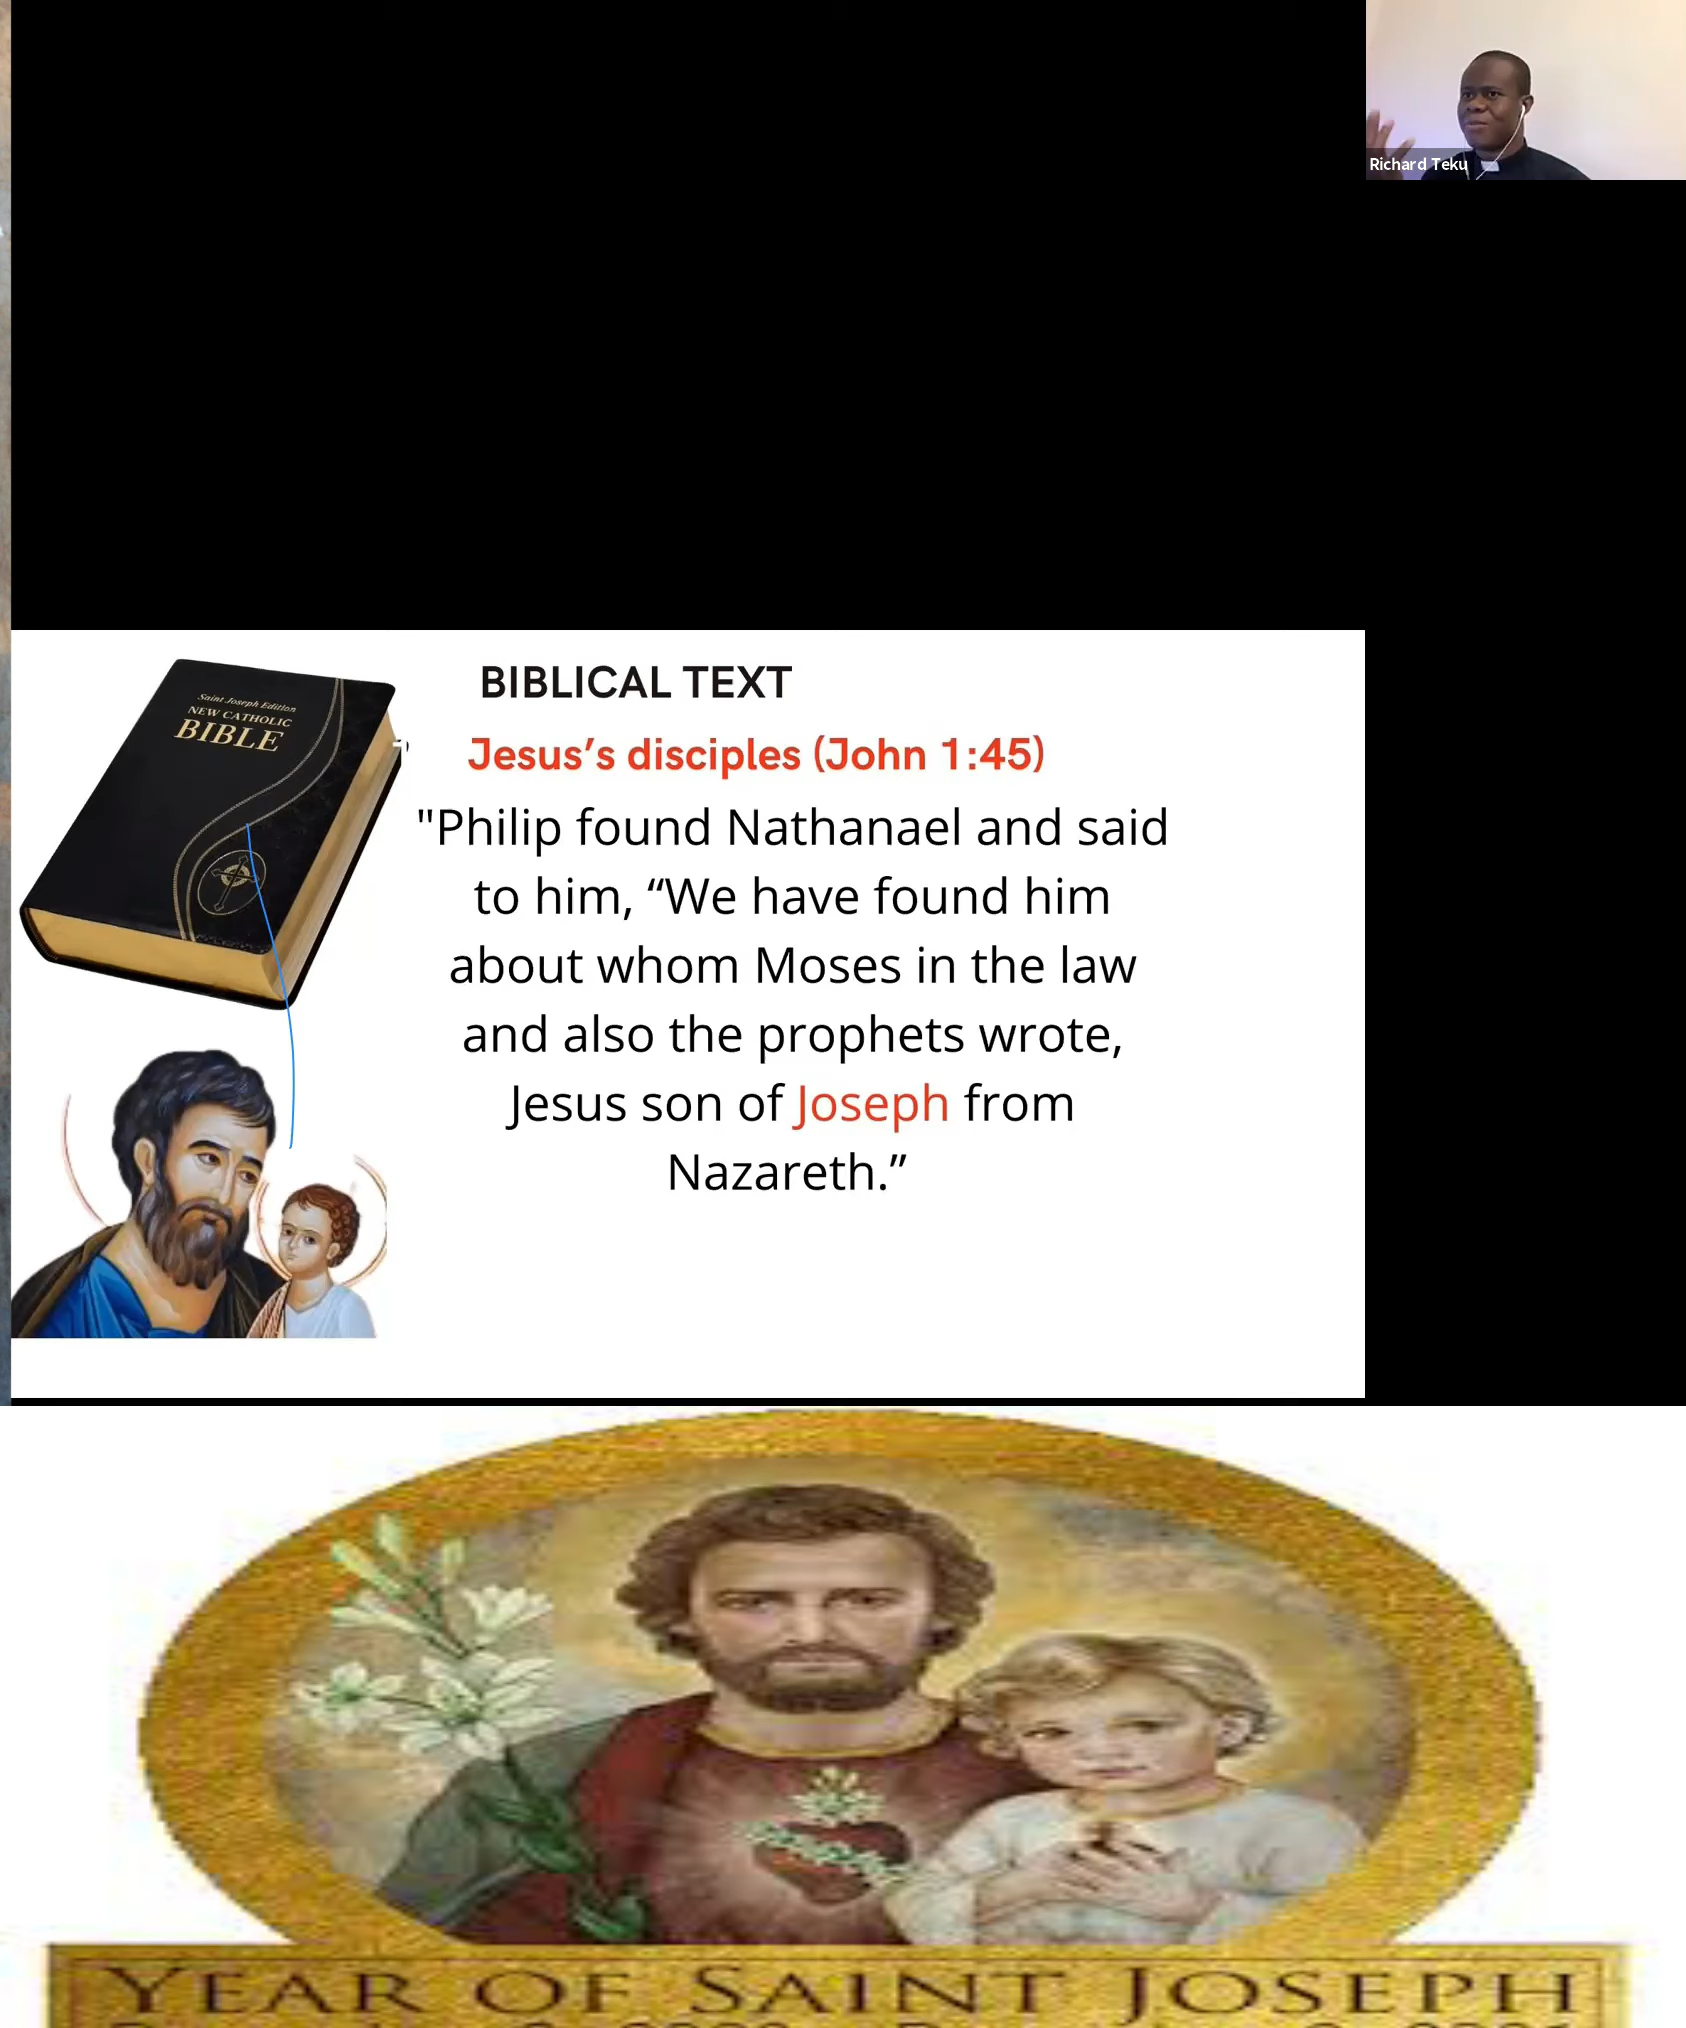 Richard Teku
Saint Joseph Edition
NEW CATHOLIC
BIBLE
BIBLICAL TEXT
Jesus’s disciples (John 1:45)
"Philip found Nathanael and said
to him, “We have found him
about whom Moses in the law
and also the prophets wrote,
Jesus son of Joseph from
Nazareth.”
YEAR OF SAINT JOSEPH